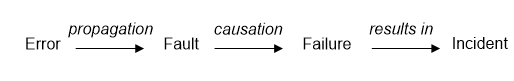 propagation causation results in
Error Fault Failure Incident